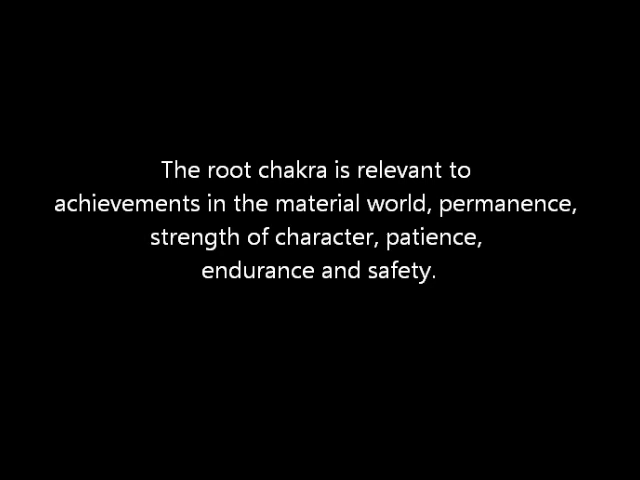 The root chakra is relevant to
achievements in the material world, permanence,
strength of character, patience,
endurance and safety.